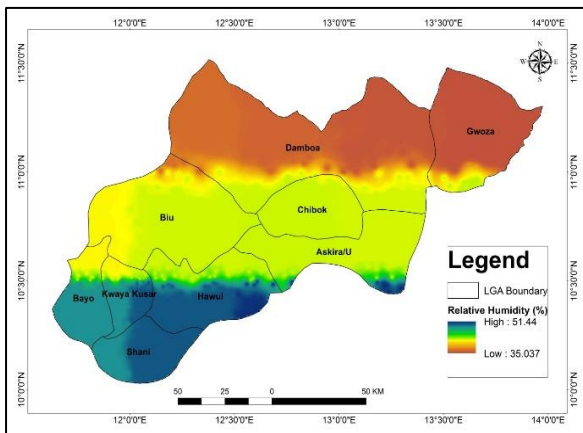 12°0'0"E 12°30'0"E 13°0'0"E 13°30'0"E 14°0'0"E
N
W E
S
11°30'0"N 11°30'0"N
Gwoza
Damboa
11°0'0"N 11°0'0"N
Chibok
Biu
Askira/U
10°30'0"N 10°30'0"N
Bayo Kwaya Kusar Hawul
Shani
10°0'0"N 10°0'0"N
Legend
LGA Boundary
Relative Humidity (%)
High : 51.44
Low : 35.037
50 25 0 50 KM
12°0'0"E 12°30'0"E 13°0'0"E 13°30'0"E 14°0'0"E